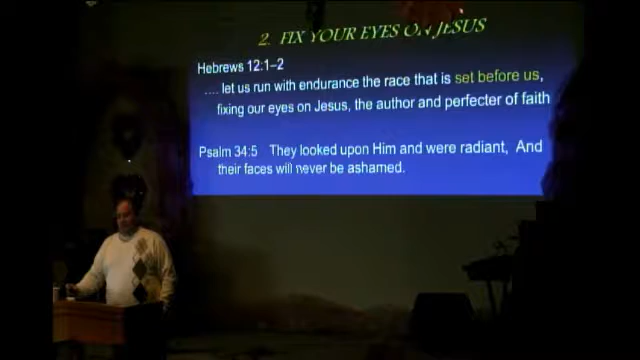 2. FIX YOUR EYES ON JESUS
Hebrews 12:1–2
.... let us run with endurance the race that is set before us,
fixing our eyes on Jesus, the author and perfecter of faith
Psalm 34:5 They looked upon Him and were radiant, And
their faces will never be ashamed.